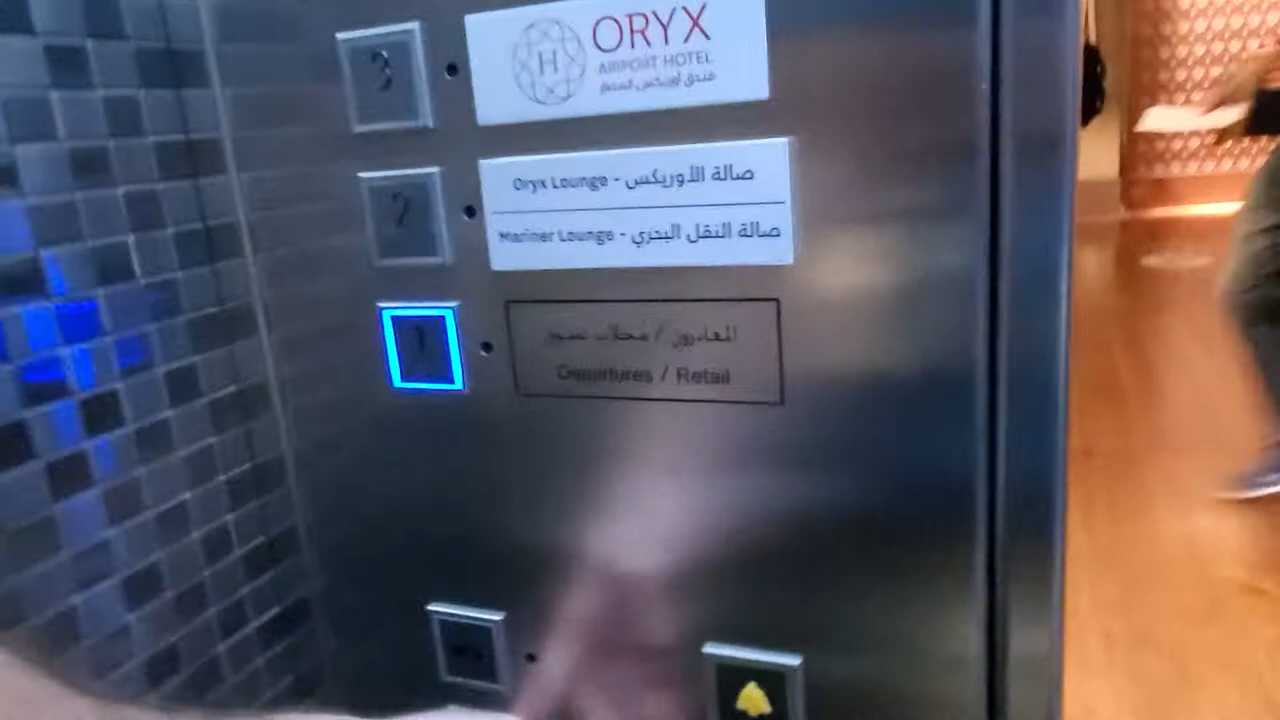 3
H
ORYX
AIRPORT HOTEL
فندق أوريكس المطار
2
Oryx Lounge - صالة الأوريكس
Mariner Lounge - صالة النقل البحري
1
المغادرون / محلات
Departures / Retail